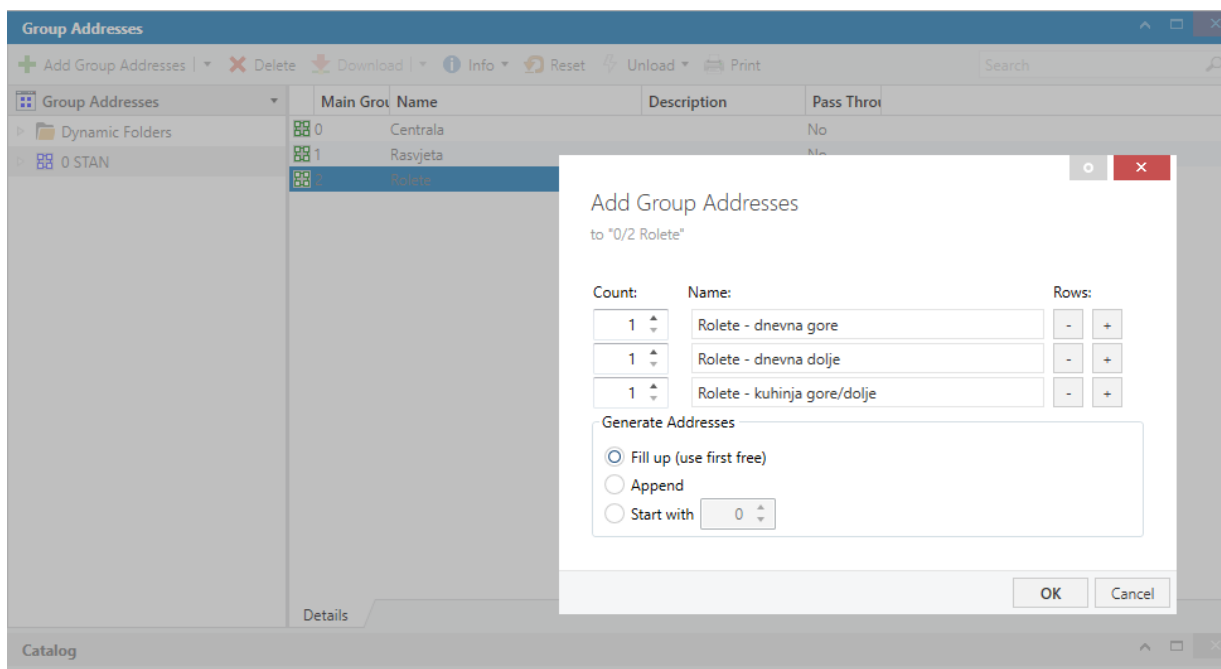 Group Addresses
Add Group Addresses Delete Download Info Reset Unload Print Search
Group Addresses
Dynamic Folders
0 STAN
Main Grou Name Description Pass Throu
0 Centrala No
1 Rasvjeta No
2 Rolete
Add Group Addresses
to "0/2 Rolete"
Count: Name: Rows:
1 Rolete - dnevna gore - +
1 Rolete - dnevna dolje - +
1 Rolete - kuhinja gore/dolje - +
Generate Addresses
Fill up (use first free)
Append
Start with 0
OK Cancel
Details
Catalog